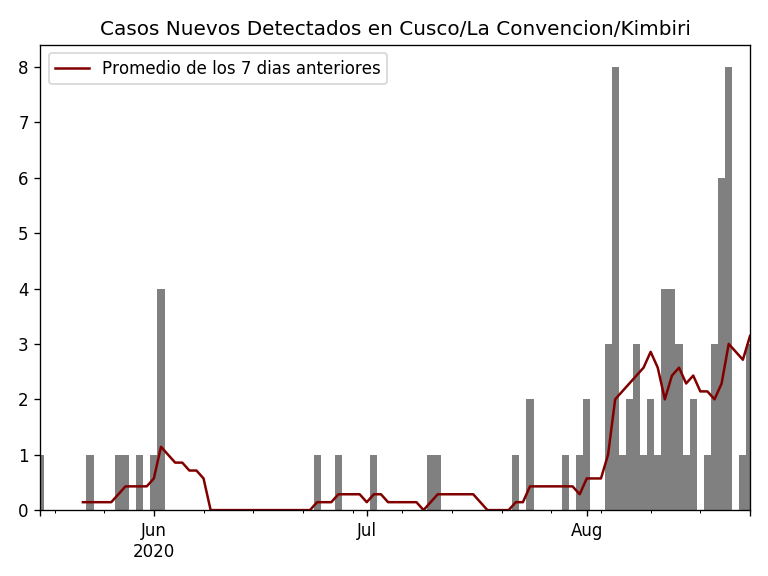 Casos Nuevos Detectados en Cusco/La Convencion/Kimbiri
Promedio de los 7 dias anteriores
8
7
6
5
4
3
2
1
0
Jun
2020
Jul
Aug